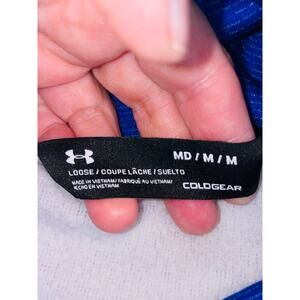 MD / M / M
LOOSE / COUPE LÂCHE / SUELTO
MADE IN VIETNAM/FABRIQUÉ AU VIETNAM/
HECHO EN VIETNAM
COLDGEAR